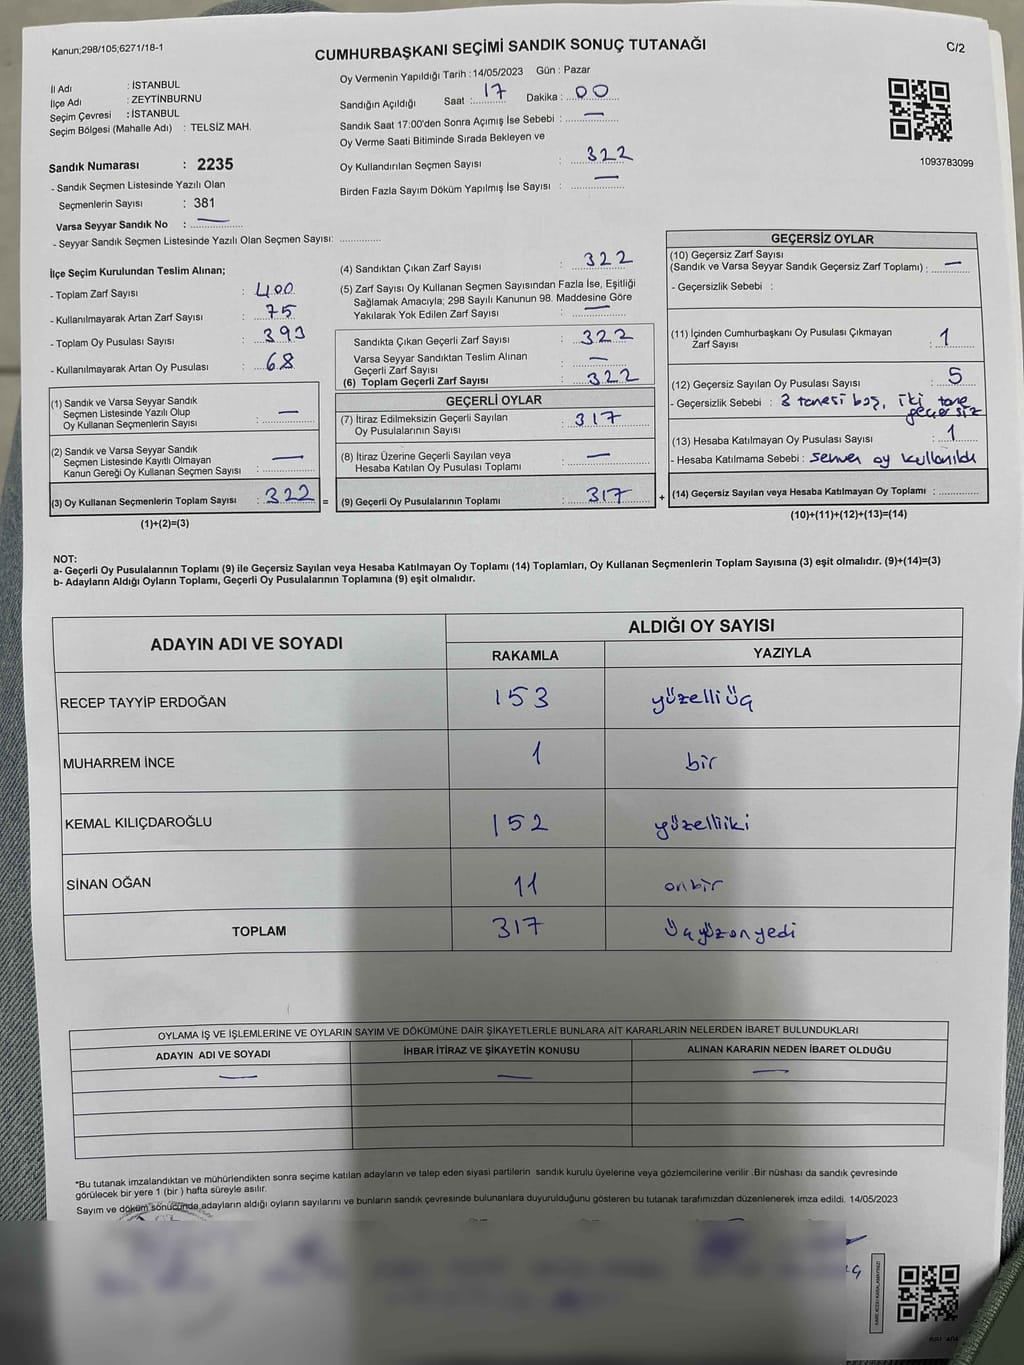 Kanun;298/105;6271/18-1
CUMHURBAŞKANI SEÇİMİ SANDIK SONUÇ TUTANAĞI
C/2
İl Adı : İSTANBUL
İlçe Adı : ZEYTİNBURNU
Seçim Çevresi : İSTANBUL
Seçim Bölgesi (Mahalle Adı) : TELSİZ MAH.
Sandık Numarası : 2235
- Sandık Seçmen Listesinde Yazılı Olan
Seçmenlerin Sayısı : 381
Varsa Seyyar Sandık No : —
- Seyyar Sandık Seçmen Listesinde Yazılı Olan Seçmen Sayısı: ..............
Oy Vermenin Yapıldığı Tarih : 14/05/2023 Gün : Pazar
Sandığın Açıldığı Saat : 17 Dakika : 00
Sandık Saat 17:00'den Sonra Açımış İse Sebebi : —
Oy Verme Saati Bitiminde Sırada Bekleyen ve
Oy Kullandırılan Seçmen Sayısı : 322
Birden Fazla Sayım Döküm Yapılmış İse Sayısı : —
1093783099
İlçe Seçim Kurulundan Teslim Alınan;
- Toplam Zarf Sayısı : 400
- Kullanılmayarak Artan Zarf Sayısı : 75
- Toplam Oy Pusulası Sayısı : 393
- Kullanılmayarak Artan Oy Pusulası : 68
(1) Sandık ve Varsa Seyyar Sandık
Seçmen Listesinde Yazılı Olup
Oy Kullanan Seçmenlerin Sayısı : —
(2) Sandık ve Varsa Seyyar Sandık
Seçmen Listesinde Kayıtlı Olmayan
Kanun Gereği Oy Kullanan Seçmen Sayısı : —
(3) Oy Kullanan Seçmenlerin Toplam Sayısı : 322 =
(1)+(2)=(3)
(4) Sandıktan Çıkan Zarf Sayısı : 322
(5) Zarf Sayısı Oy Kullanan Seçmen Sayısından Fazla İse, Eşitliği
Sağlamak Amacıyla; 298 Sayılı Kanunun 98. Maddesine Göre
Yakılarak Yok Edilen Zarf Sayısı : —
Sandıkta Çıkan Geçerli Zarf Sayısı : 322
Varsa Seyyar Sandıktan Teslim Alınan
Geçerli Zarf Sayısı : —
(6) Toplam Geçerli Zarf Sayısı : 322
GEÇERLİ OYLAR
(7) İtiraz Edilmeksizin Geçerli Sayılan
Oy Pusulalarının Sayısı : 317
(8) İtiraz Üzerine Geçerli Sayılan veya
Hesaba Katılan Oy Pusulası Toplamı : —
(9) Geçerli Oy Pusulalarının Toplamı : 317 +
GEÇERSİZ OYLAR
(10) Geçersiz Zarf Sayısı
(Sandık ve Varsa Seyyar Sandık Geçersiz Zarf Toplamı) : —
- Geçersizlik Sebebi :
(11) İçinden Cumhurbaşkanı Oy Pusulası Çıkmayan
Zarf Sayısı : 1
(12) Geçersiz Sayılan Oy Pusulası Sayısı : 5
- Geçersizlik Sebebi : 3 tanesi boş, iki tane
geçersiz
(13) Hesaba Katılmayan Oy Pusulası Sayısı : 1
- Hesaba Katılmama Sebebi : sehven oy kullanıldı
(14) Geçersiz Sayılan veya Hesaba Katılmayan Oy Toplamı : ............
(10)+(11)+(12)+(13)=(14)
NOT:
a- Geçerli Oy Pusulalarının Toplamı (9) ile Geçersiz Sayılan veya Hesaba Katılmayan Oy Toplamı (14) Toplamları, Oy Kullanan Seçmenlerin Toplam Sayısına (3) eşit olmalıdır. (9)+(14)=(3)
b- Adayların Aldığı Oyların Toplamı, Geçerli Oy Pusulalarının Toplamına (9) eşit olmalıdır.
ADAYIN ADI VE SOYADI
ALDIĞI OY SAYISI
RAKAMLA YAZIYLA
RECEP TAYYİP ERDOĞAN 153 yüzelliüç
MUHARREM İNCE 1 bir
KEMAL KILIÇDAROĞLU 152 yüzelliiki
SİNAN OĞAN 11 onbir
TOPLAM 317 üçyüzonyedi
OYLAMA İŞ VE İŞLEMLERİNE VE OYLARIN SAYIM VE DÖKÜMÜNE DAİR ŞİKAYETLERLE BUNLARA AİT KARARLARIN NELERDEN İBARET BULUNDUKLARI
ADAYIN ADI VE SOYADI İHBAR İTİRAZ VE ŞİKAYETİN KONUSU ALINAN KARARIN NEDEN İBARET OLDUĞU
— — —
*Bu tutanak imzalandıktan ve mühürlendikten sonra seçime katılan adayların ve talep eden siyasi partilerin sandık kurulu üyelerine veya gözlemcilerine verilir .Bir nüshası da sandık çevresinde
görülecek bir yere 1 (bir ) hafta süreyle asılır.
Sayım ve döküm sonucunda,adayların aldığı oyların sayılarını ve bunların sandık çevresinde bulunanlara duyurulduğunu gösteren bu tutanak tarafımızdan düzenlenerek imza edildi. 14/05/2023